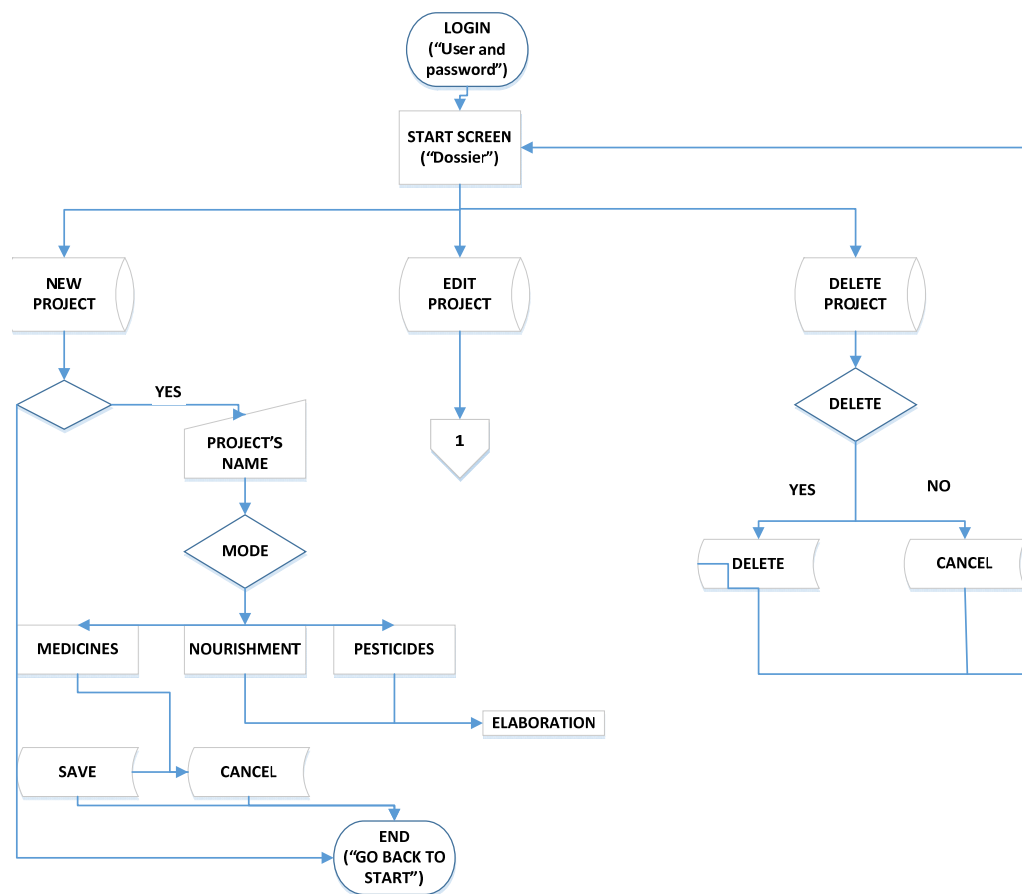 LOGIN
(“User and
password”)
START SCREEN
(“Dossier”)
NEW
PROJECT
EDIT
PROJECT
DELETE
PROJECT
YES
DELETE
PROJECT’S
NAME
1
YES
NO
MODE
DELETE
CANCEL
MEDICINES
NOURISHMENT
PESTICIDES
ELABORATION
SAVE
CANCEL
END
(“GO BACK TO
START”)